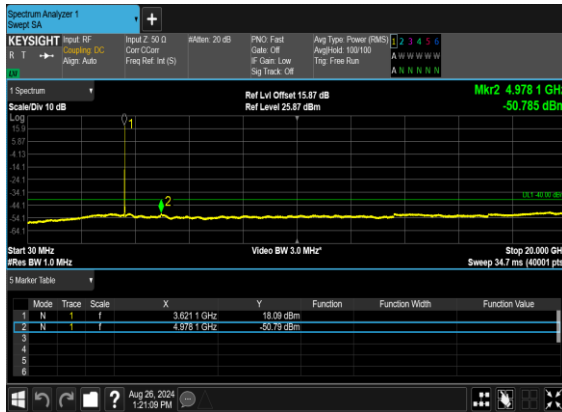 Spectrum Analyzer 1
Swept SA
+
KEYSIGHT Input: RF Input Z: 50 Ω #Atten: 20 dB PNO: Fast Avg Type: Power (RMS) 1 2 3 4 5 6
R T Coupling: DC Corr CCorr Gate: Off Avg|Hold: 100/100 A W W W W W
Align: Auto Freq Ref: Int (S) IF Gain: Low Trig: Free Run
Sig Track: Off A N N N N N
1 Spectrum Ref Lvl Offset 15.87 dB Mkr2 4.978 1 GHz
Scale/Div 10 dB Ref Level 25.87 dBm -50.785 dBm
Log
1
15.9
5.87
-4.13
-14.1
-24.1
-34.1
DL1 -40.00 dB
2
-44.1
-54.1
-64.1
Start 30 MHz Video BW 3.0 MHz* Stop 20.000 GH
#Res BW 1.0 MHz Sweep 34.7 ms (40001 pts
5 Marker Table
Mode Trace Scale X Y Function Function Width Function Value
1 N 1 f 3.621 1 GHz 18.09 dBm
2 N 1 f 4.978 1 GHz -50.79 dBm
3
4
5
6
? Aug 26, 2024
1:21:09 PM